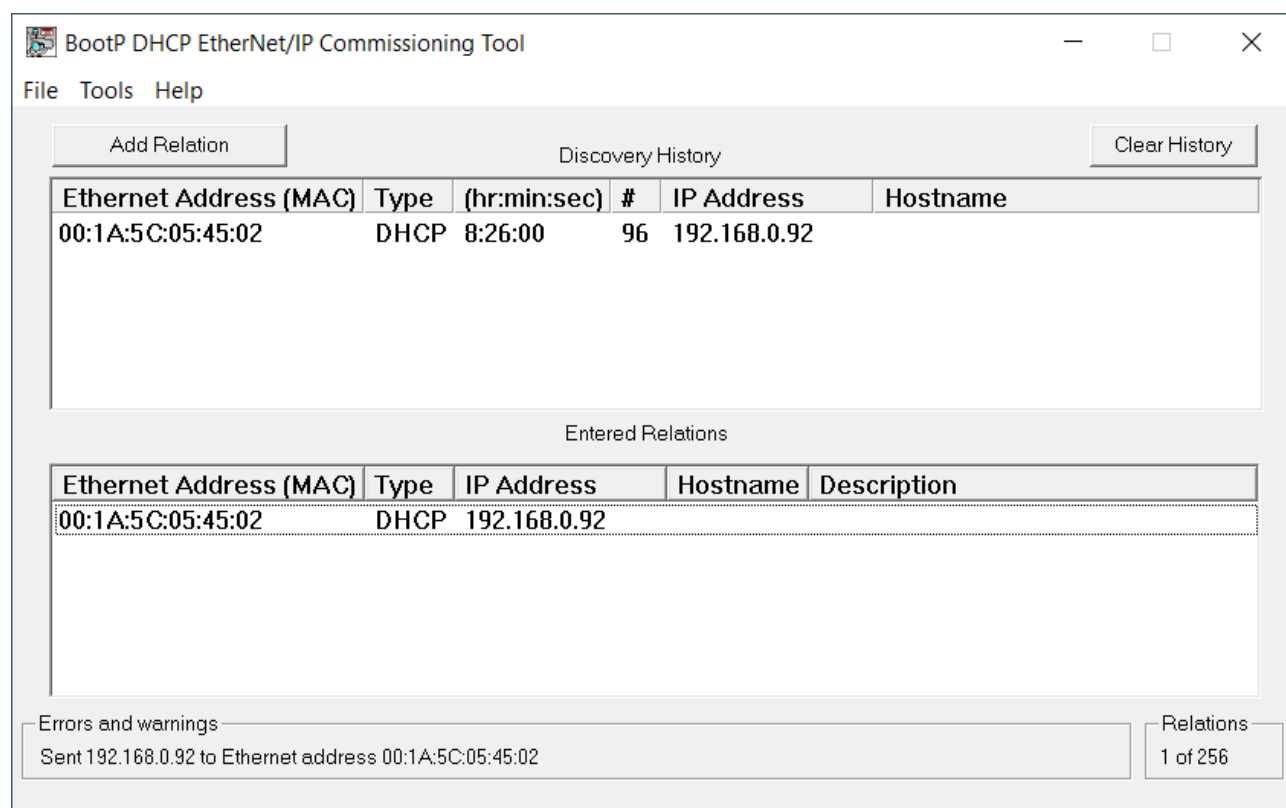 BootP DHCP EtherNet/IP Commissioning Tool
File Tools Help
Add Relation Discovery History Clear History
Ethernet Address (MAC) Type (hr:min:sec) # IP Address Hostname
00:1A:5C:05:45:02 DHCP 8:26:00 96 192.168.0.92
Entered Relations
Ethernet Address (MAC) Type IP Address Hostname Description
00:1A:5C:05:45:02 DHCP 192.168.0.92
Errors and warnings Relations
Sent 192.168.0.92 to Ethernet address 00:1A:5C:05:45:02 1 of 256